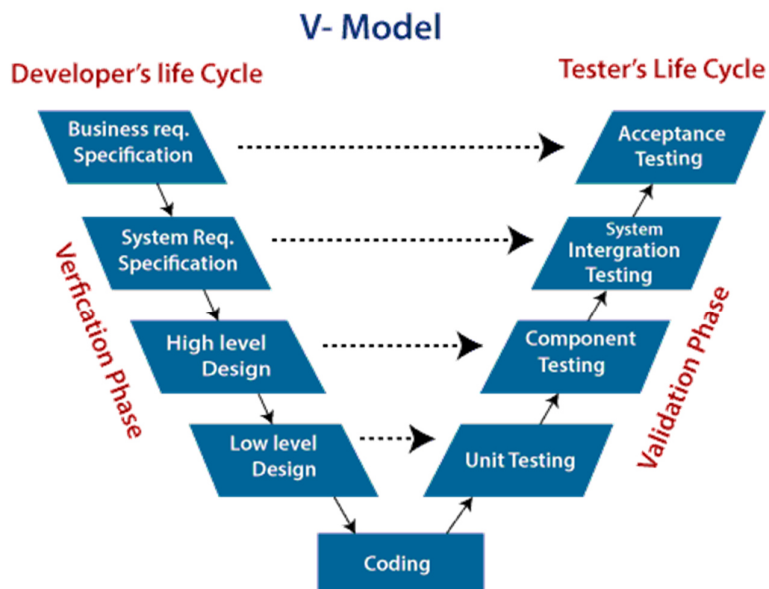 V- Model
Developer's life Cycle
Tester's Life Cycle
Business req.
Specification
Acceptance
Testing
System Req.
Specification
System
Intergration
Testing
High level
Design
Component
Testing
Low level
Design
Unit Testing
Coding
Verfication Phase
Validation Phase